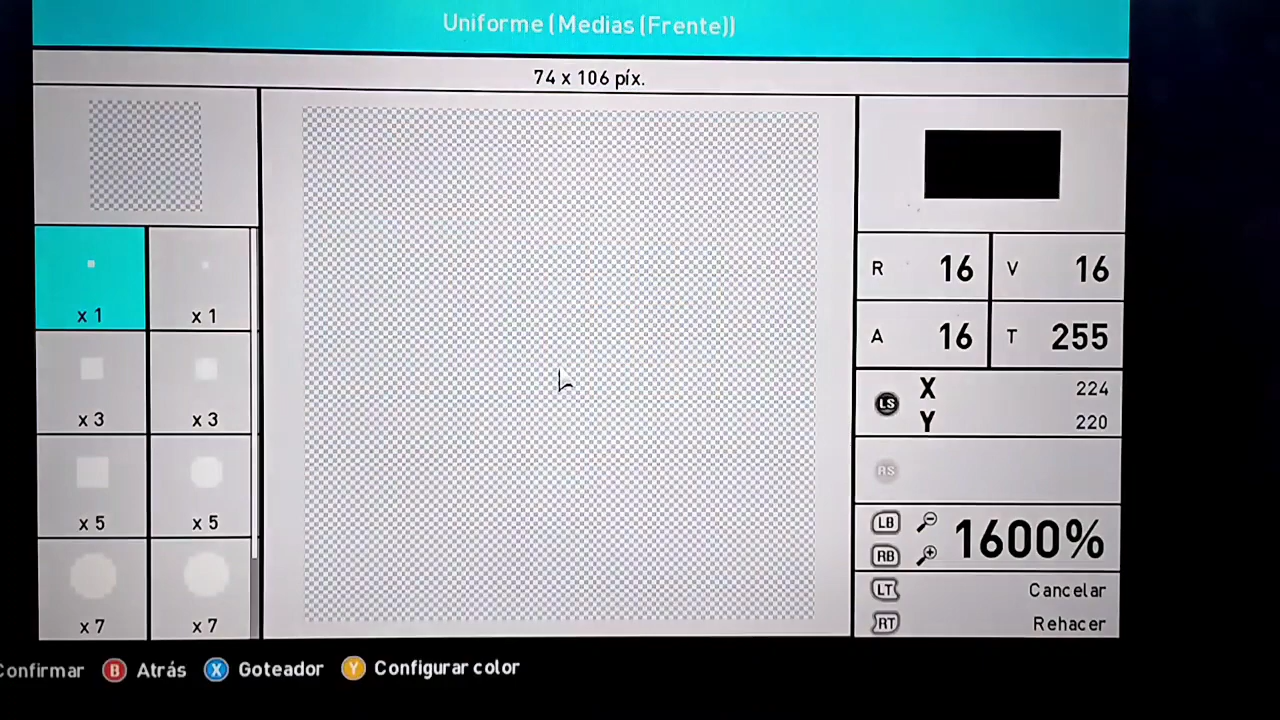 Uniforme (Medias (Frente))
74 x 106 píx.
x 1
x 1
x 3
x 3
x 5
x 5
x 7
x 7
R 16
V 16
A 16
T 255
LS X 224
Y 220
RS
LB
RB
1600%
LT Cancelar
RT Rehacer
Confirmar B Atrás X Goteador Y Configurar color